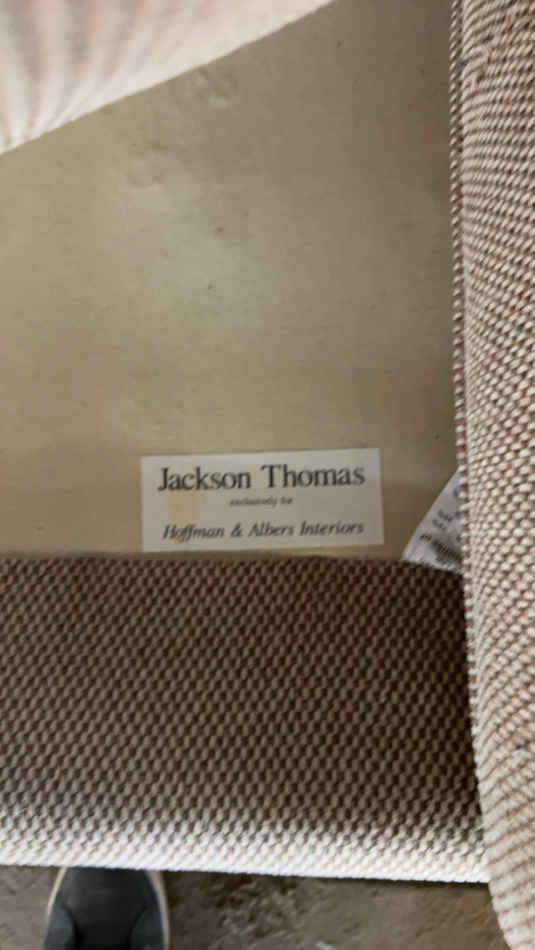 Jackson Thomas
exclusively for
Hoffman & Albers Interiors